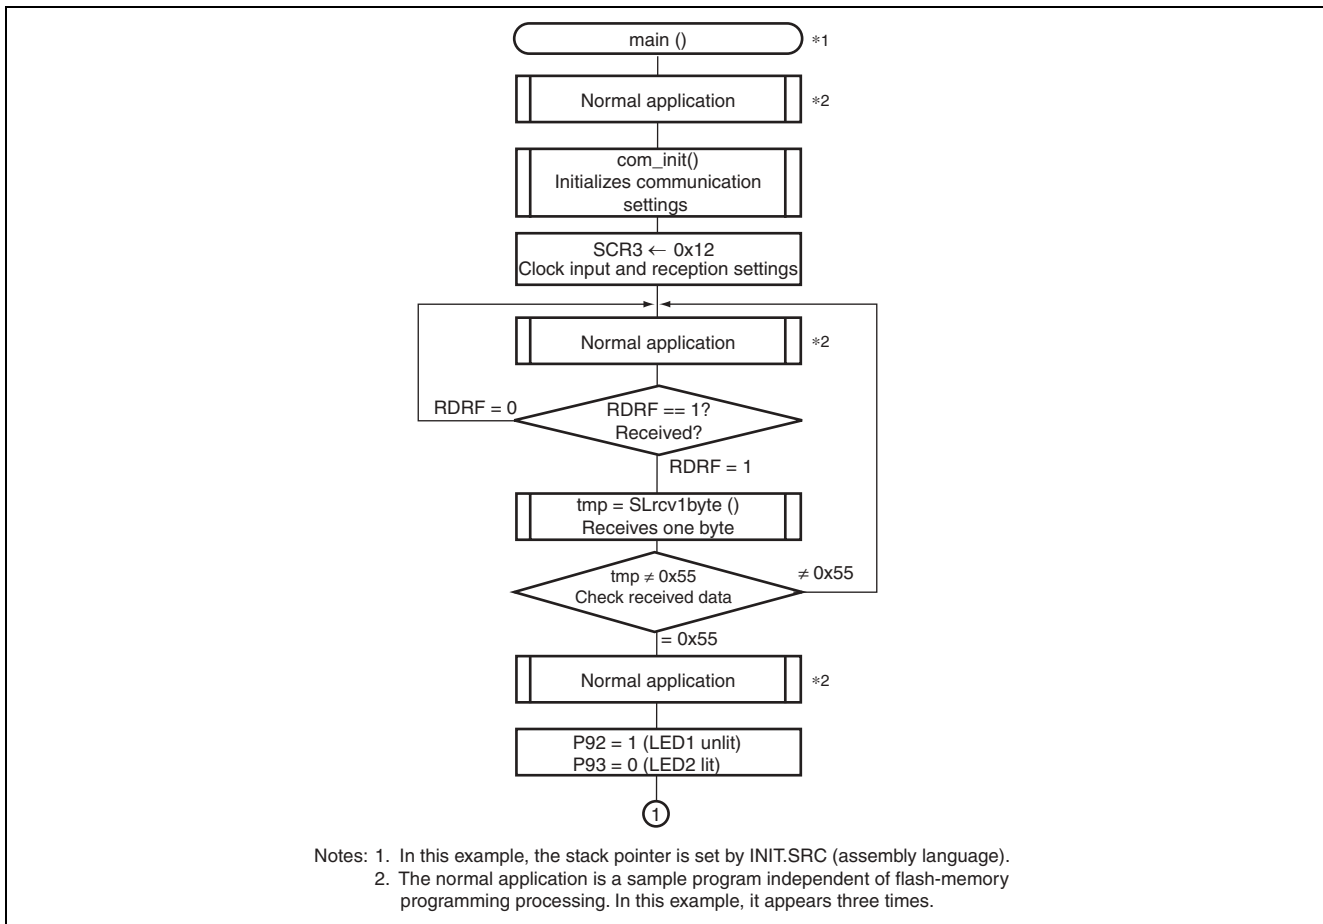 main ()
*1
Normal application
*2
com_init()
Initializes communication
settings
SCR3 ← 0x12
Clock input and reception settings
Normal application
*2
RDRF = 0
RDRF == 1?
Received?
RDRF = 1
tmp = SLrcv1byte ()
Receives one byte
tmp ≠ 0x55
Check received data
≠ 0x55
= 0x55
Normal application
*2
P92 = 1 (LED1 unlit)
P93 = 0 (LED2 lit)
1
Notes: 1. In this example, the stack pointer is set by INIT.SRC (assembly language).
2. The normal application is a sample program independent of flash-memory
programming processing. In this example, it appears three times.